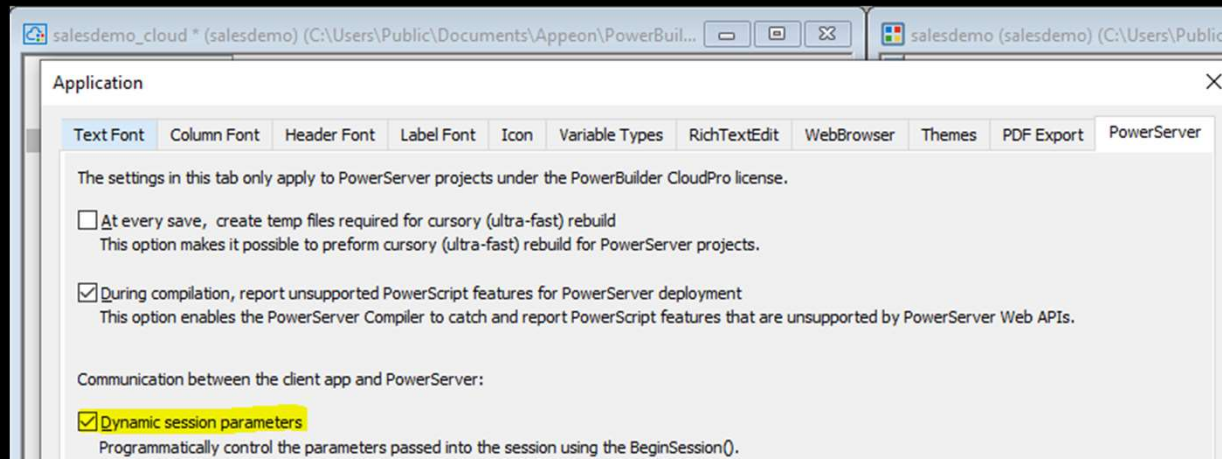 salesdemo_cloud * (salesdemo) (C:\Users\Public\Documents\Appeon\PowerBuil...
salesdemo (salesdemo) (C:\Users\Public
Application
Text Font Column Font Header Font Label Font Icon Variable Types RichTextEdit WebBrowser Themes PDF Export PowerServer
The settings in this tab only apply to PowerServer projects under the PowerBuilder CloudPro license.
At every save, create temp files required for cursory (ultra-fast) rebuild
This option makes it possible to preform cursory (ultra-fast) rebuild for PowerServer projects.
During compilation, report unsupported PowerScript features for PowerServer deployment
This option enables the PowerServer Compiler to catch and report PowerScript features that are unsupported by PowerServer Web APIs.
Communication between the client app and PowerServer:
Dynamic session parameters
Programmatically control the parameters passed into the session using the BeginSession().